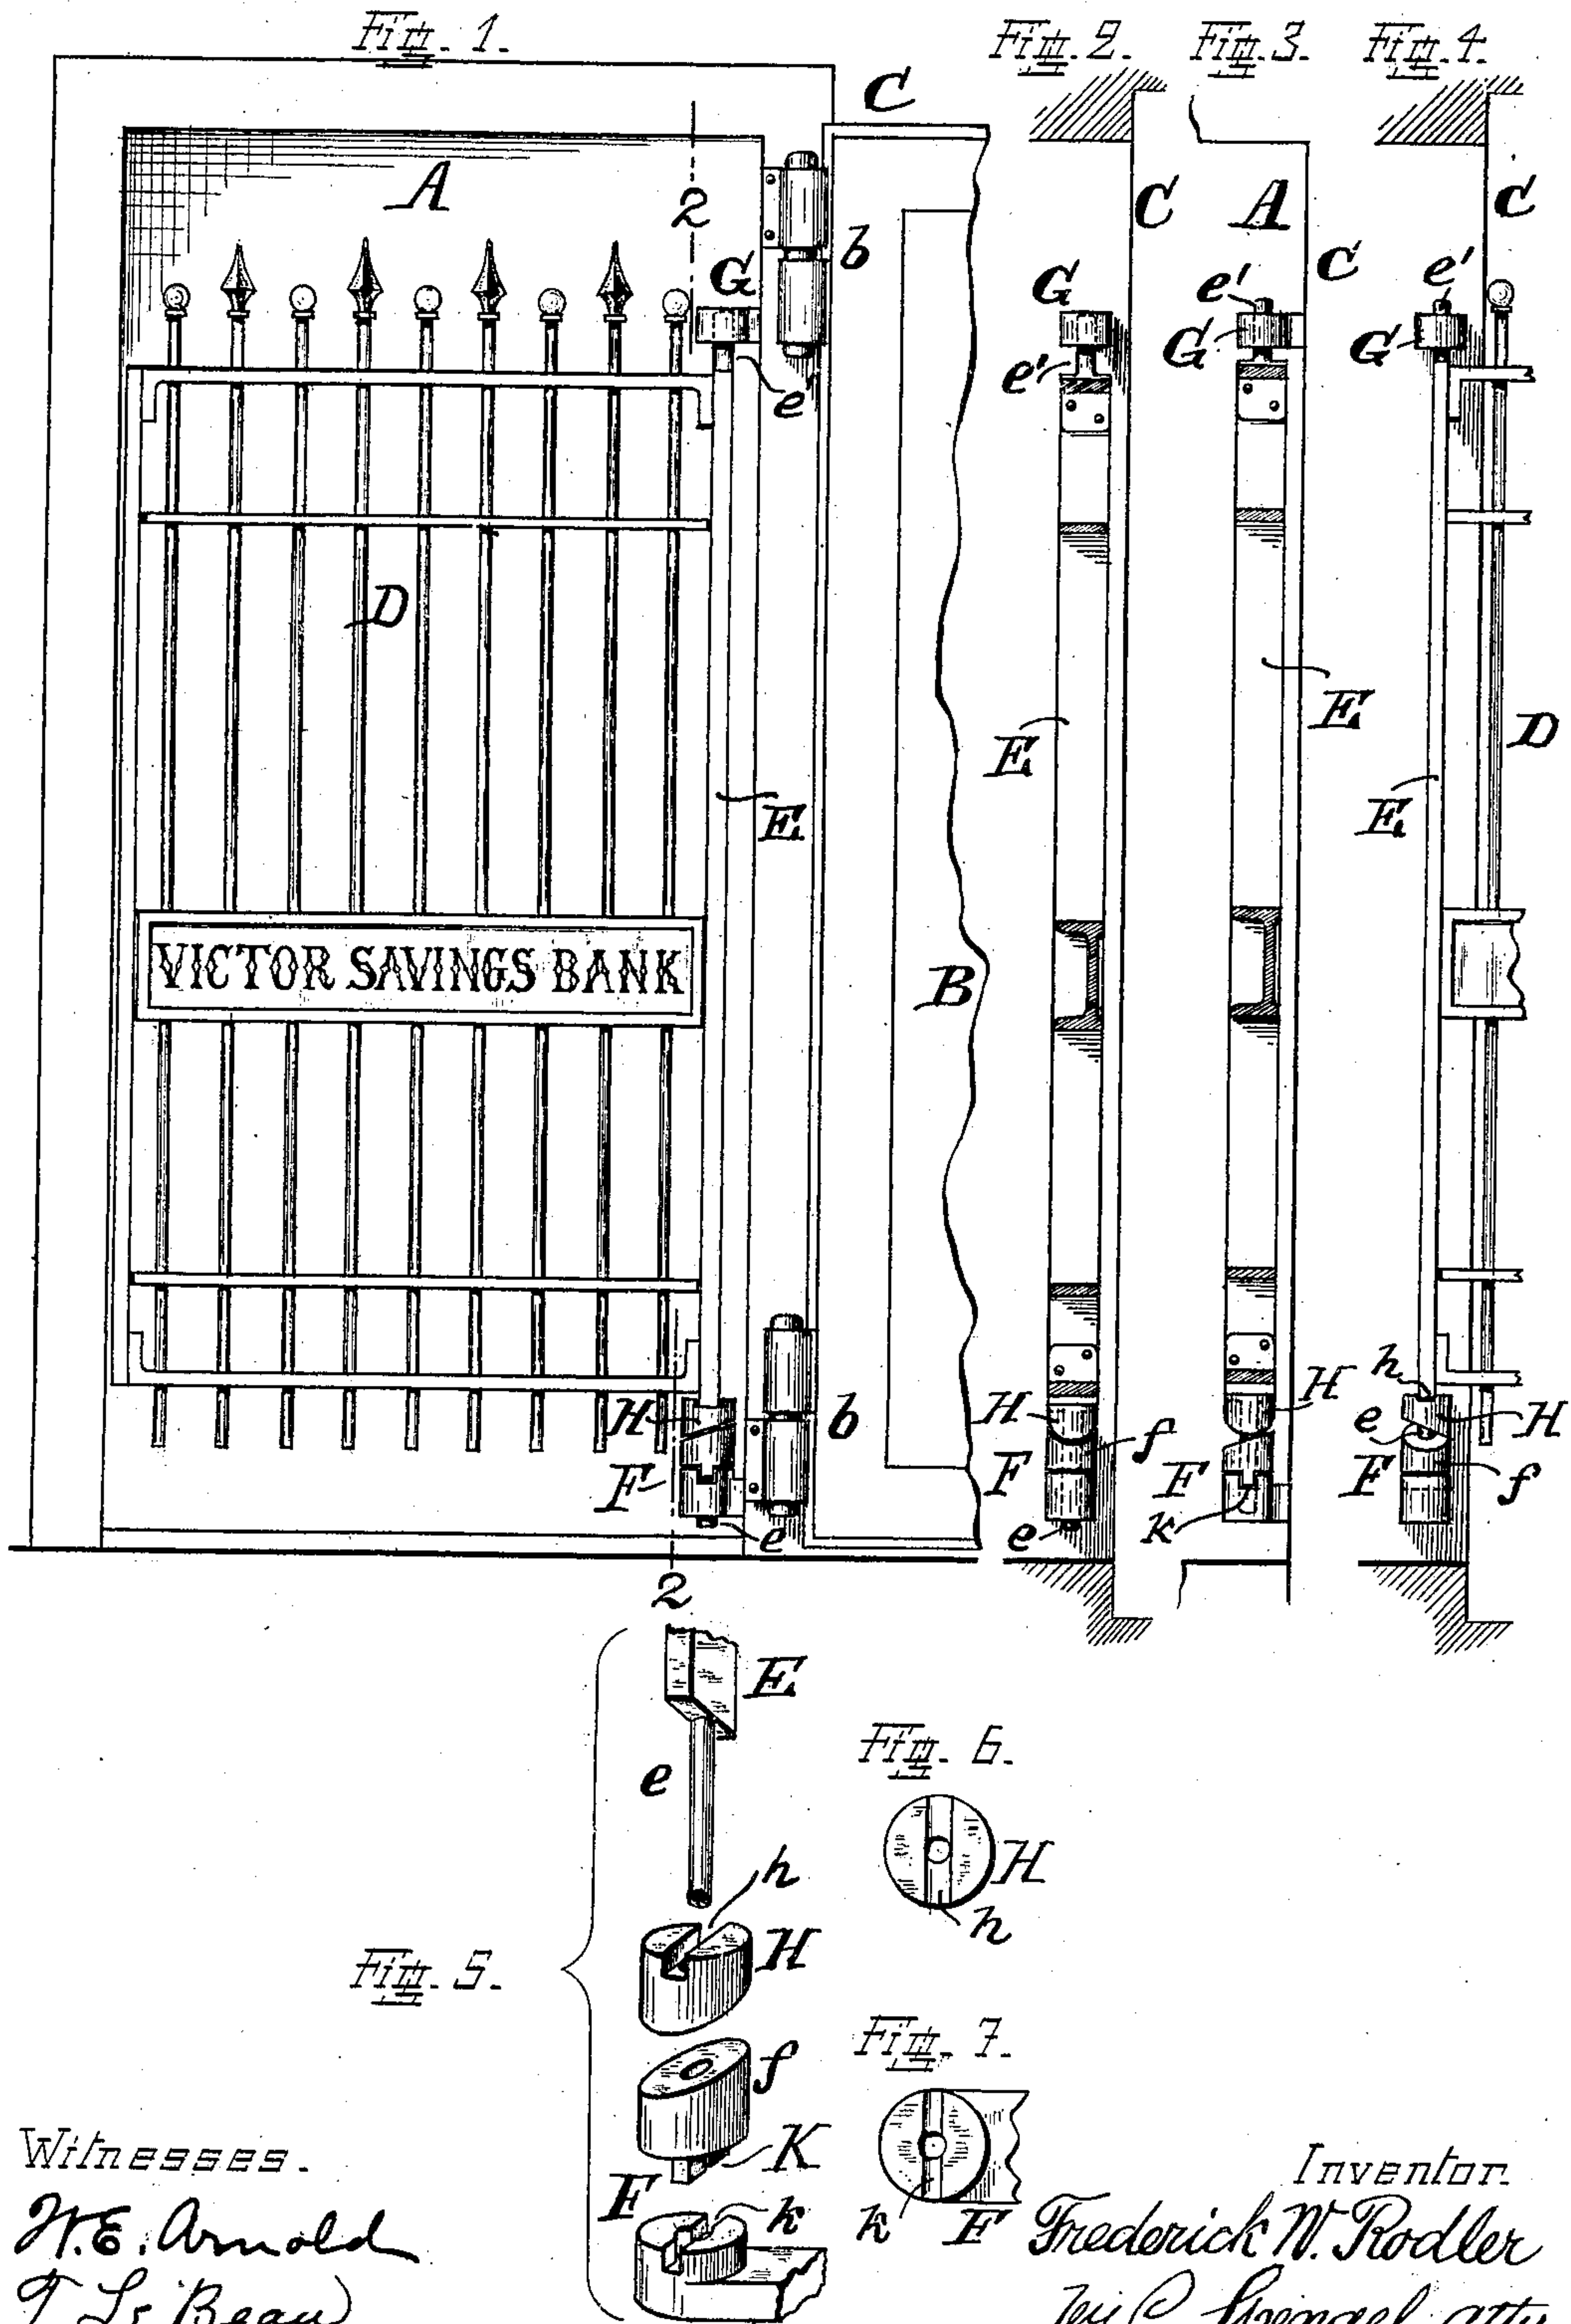 Fig. 1.
Fig. 2.
Fig. 3.
Fig. 4.
C
A
2
b
G
e'
D
E
VICTOR SAVINGS BANK
B
H
F
e
b
2
C
G
e'
E
H
f
F
e
A
C
e'
G
E
H
F
k
C
e'
G
D
E
h
e
H
F
f
Fig. 5.
E
e
h
H
f
K
F
k
Fig. 6.
H
h
Fig. 7.
k
F
Witnesses.
W. E. Arnold
Inventor.
Frederick W. Rodler